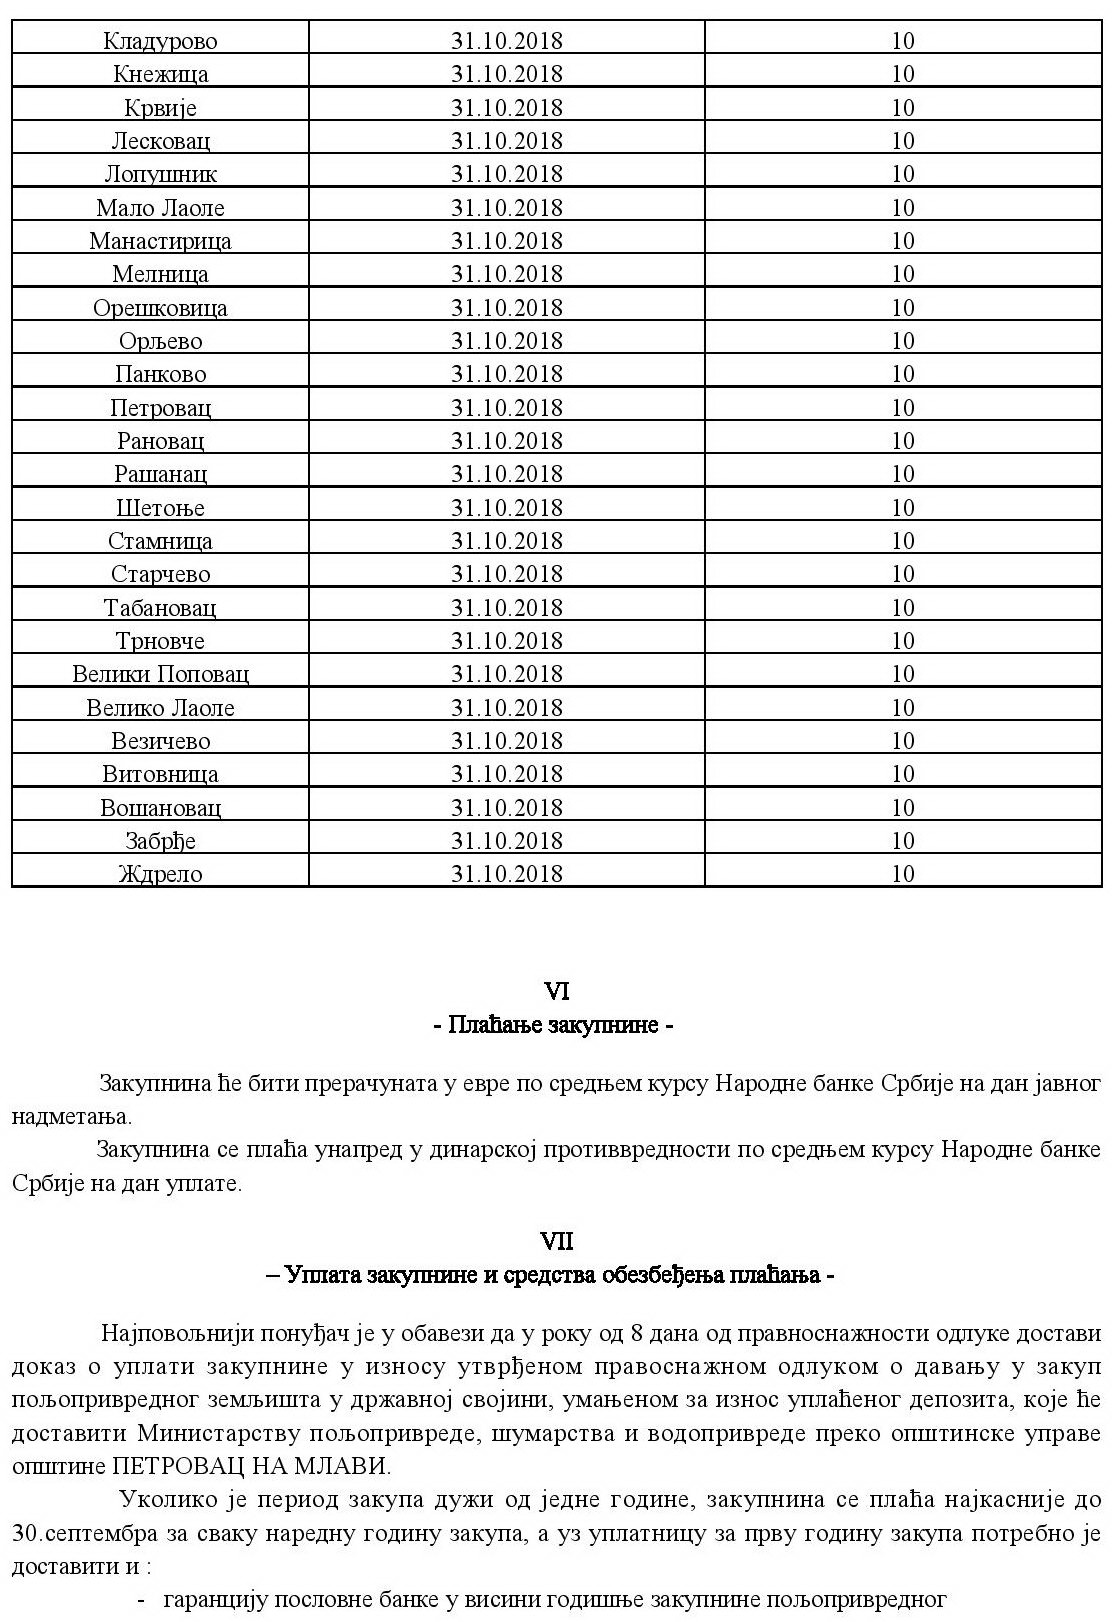 Кладурово 31.10.2018 10
Кнежица 31.10.2018 10
Крвије 31.10.2018 10
Лесковац 31.10.2018 10
Лопушник 31.10.2018 10
Мало Лаоле 31.10.2018 10
Манастирица 31.10.2018 10
Мелница 31.10.2018 10
Орешковица 31.10.2018 10
Орљево 31.10.2018 10
Панково 31.10.2018 10
Петровац 31.10.2018 10
Рановац 31.10.2018 10
Рашанац 31.10.2018 10
Шетоње 31.10.2018 10
Стамница 31.10.2018 10
Старчево 31.10.2018 10
Табановац 31.10.2018 10
Трновче 31.10.2018 10
Велики Поповац 31.10.2018 10
Велико Лаоле 31.10.2018 10
Везичево 31.10.2018 10
Витовница 31.10.2018 10
Вошановац 31.10.2018 10
Забрђе 31.10.2018 10
Ждрело 31.10.2018 10
VI
- Плаћање закупнине -
Закупнина ће бити прерачуната у евре по средњем курсу Народне банке Србије на дан јавног
надметања.
Закупнина се плаћа унапред у динарској противвредности по средњем курсу Народне банке
Србије на дан уплате.
VII
– Уплата закупнине и средства обезбеђења плаћања -
Најповољнији понуђач је у обавези да у року од 8 дана од правноснажности одлуке достави
доказ о уплати закупнине у износу утврђеном правоснажном одлуком о давању у закуп
пољопривредног земљишта у државној својини, умањеном за износ уплаћеног депозита, које ће
доставити Министарству пољопривреде, шумарства и водопривреде преко општинске управе
општине ПЕТРОВАЦ НА МЛАВИ.
Уколико је период закупа дужи од једне године, закупнина се плаћа најкасније до
30.септембра за сваку наредну годину закупа, а уз уплатницу за прву годину закупа потребно је
доставити и :
- гаранцију пословне банке у висини годишње закупнине пољопривредног